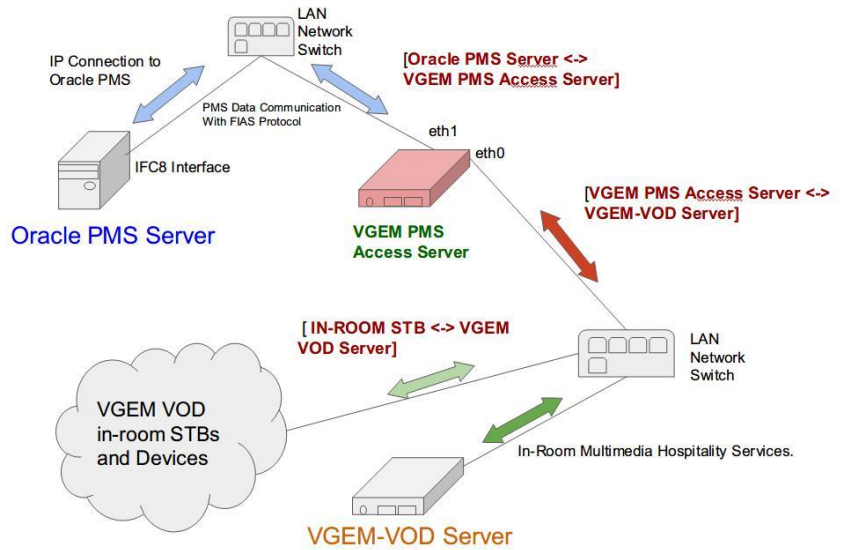 LAN
Network
Switch
IP Connection to
Oracle PMS
[Oracle PMS Server <->
VGEM PMS Access Server]
PMS Data Communication
With FIAS Protocol
eth1
eth0
IFC8 Interface
Oracle PMS Server
VGEM PMS
Access Server
[VGEM PMS Access Server <->
VGEM-VOD Server]
[ IN-ROOM STB <-> VGEM
VOD Server]
LAN
Network
Switch
VGEM VOD
in-room STBs
and Devices
In-Room Multimedia Hospitality Services.
VGEM-VOD Server